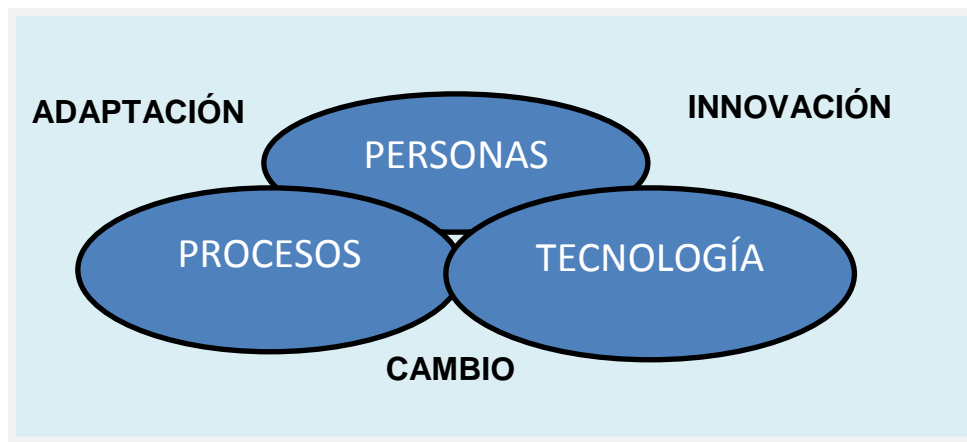 ADAPTACIÓN
INNOVACIÓN
PERSONAS
PROCESOS
TECNOLOGÍA
CAMBIO